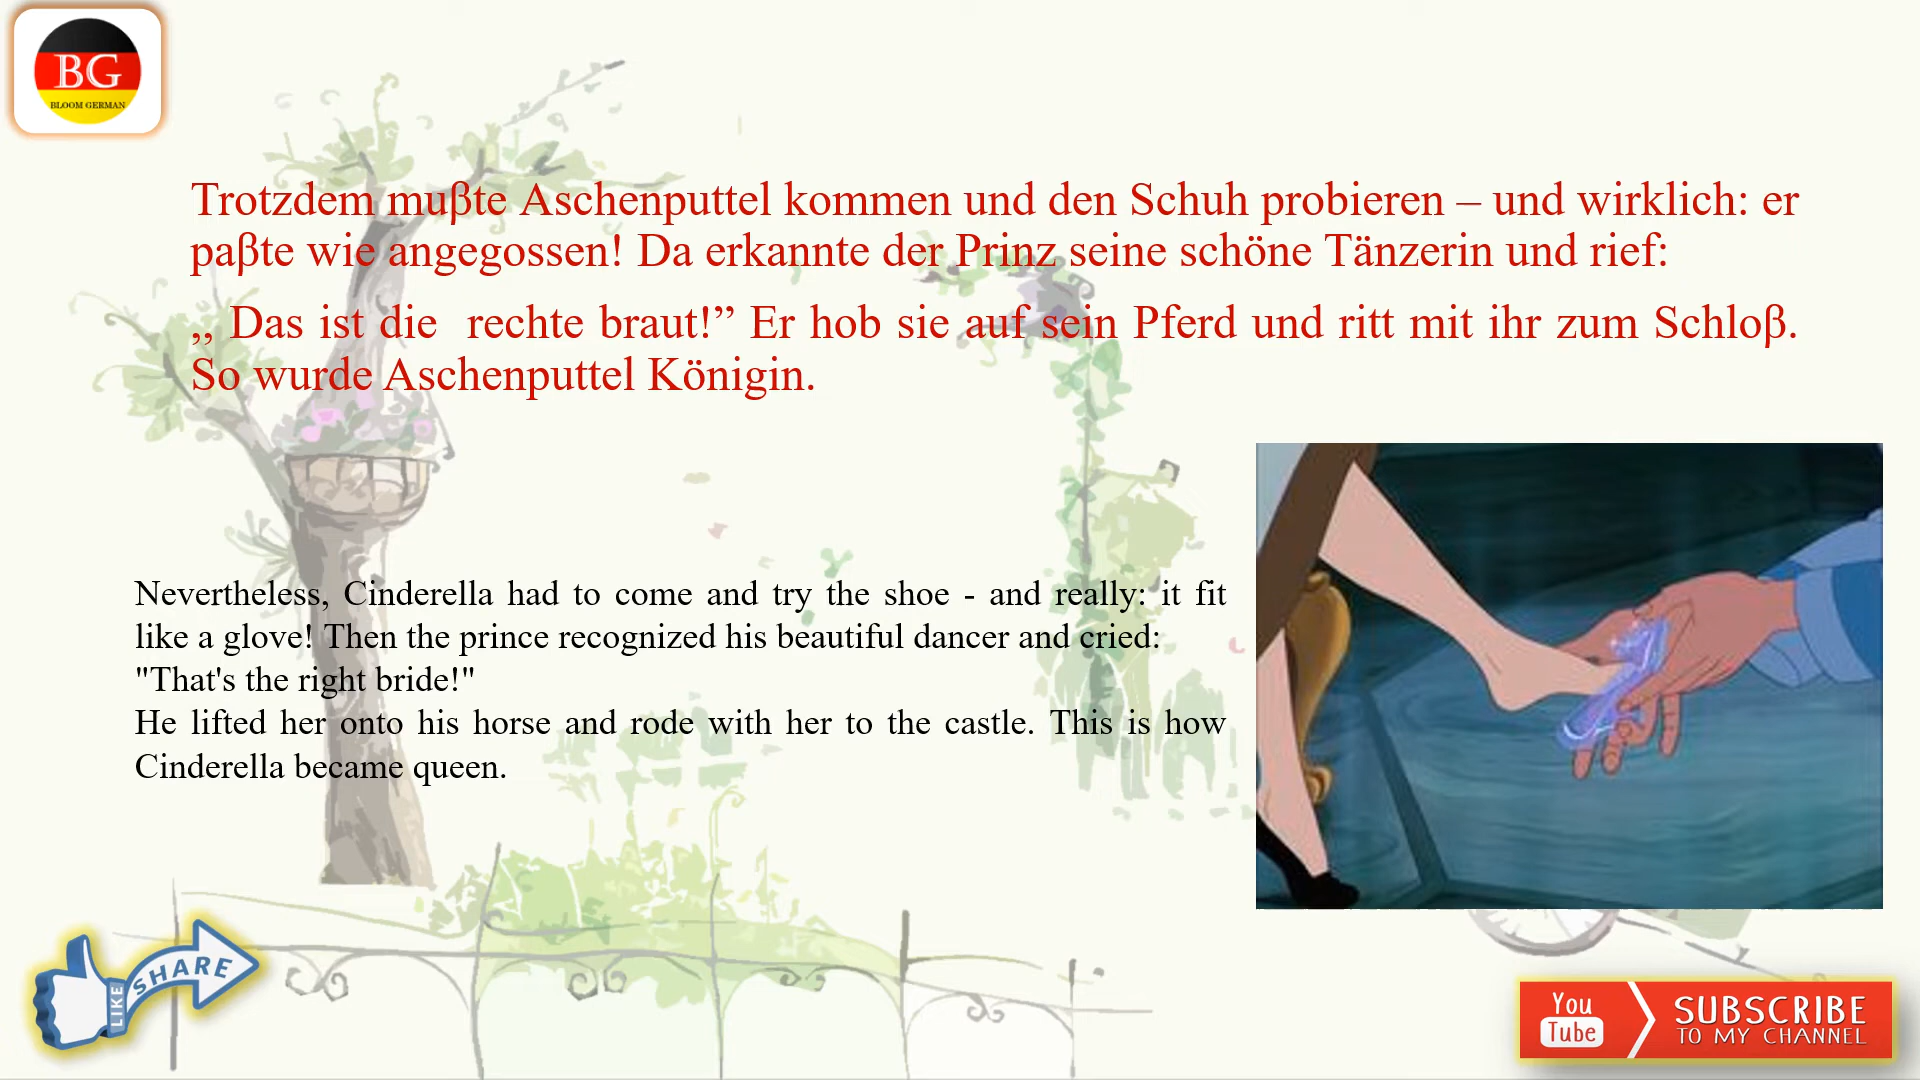 BG
BLOOM GERMAN
Trotzdem muβte Aschenputtel kommen und den Schuh probieren – und wirklich: er
paβte wie angegossen! Da erkannte der Prinz seine schöne Tänzerin und rief:
,, Das ist die  rechte braut!” Er hob sie auf sein Pferd und ritt mit ihr zum Schloβ.
So wurde Aschenputtel Königin.
Nevertheless, Cinderella had to come and try the shoe - and really: it fit
like a glove! Then the prince recognized his beautiful dancer and cried:
"That's the right bride!"
He lifted her onto his horse and rode with her to the castle. This is how
Cinderella became queen.
LIKE
SHARE
You
Tube
SUBSCRIBE
TO MY CHANNEL